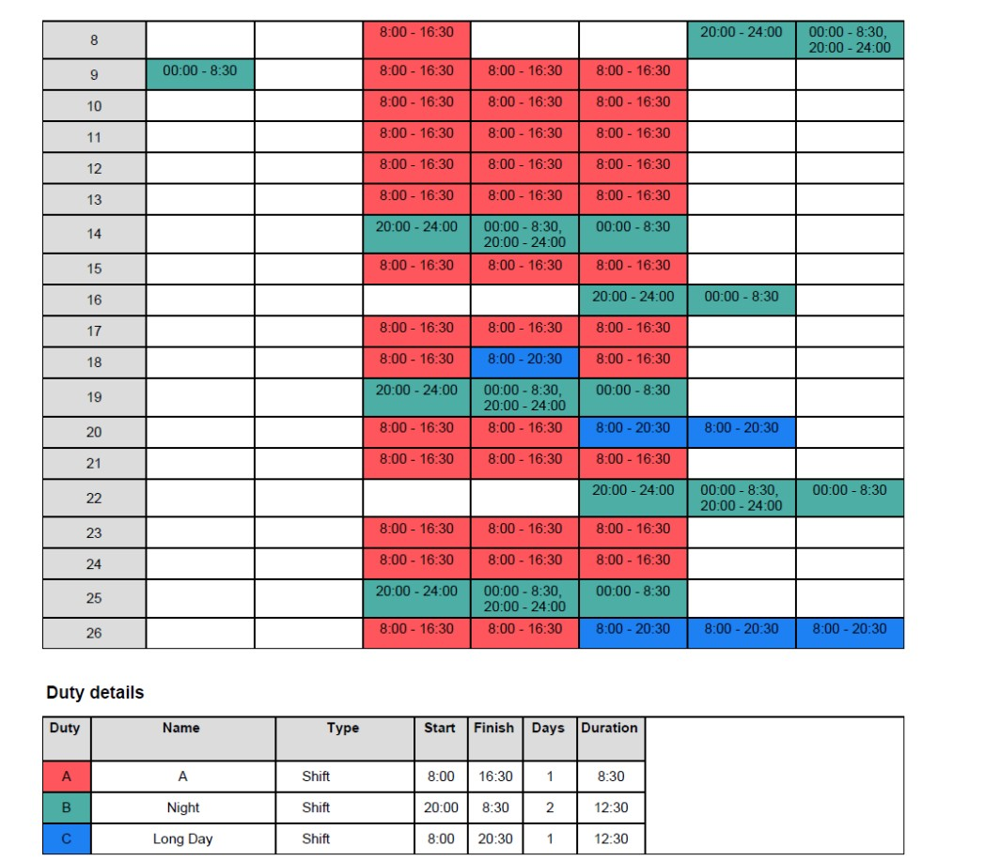 8 8:00 - 16:30 20:00 - 24:00 00:00 - 8:30,
20:00 - 24:00
9 00:00 - 8:30 8:00 - 16:30 8:00 - 16:30 8:00 - 16:30
10 8:00 - 16:30 8:00 - 16:30 8:00 - 16:30
11 8:00 - 16:30 8:00 - 16:30 8:00 - 16:30
12 8:00 - 16:30 8:00 - 16:30 8:00 - 16:30
13 8:00 - 16:30 8:00 - 16:30 8:00 - 16:30
14 20:00 - 24:00 00:00 - 8:30, 00:00 - 8:30
20:00 - 24:00
15 8:00 - 16:30 8:00 - 16:30 8:00 - 16:30
16 20:00 - 24:00 00:00 - 8:30
17 8:00 - 16:30 8:00 - 16:30 8:00 - 16:30
18 8:00 - 16:30 8:00 - 20:30 8:00 - 16:30
19 20:00 - 24:00 00:00 - 8:30, 00:00 - 8:30
20:00 - 24:00
20 8:00 - 16:30 8:00 - 16:30 8:00 - 20:30 8:00 - 20:30
21 8:00 - 16:30 8:00 - 16:30 8:00 - 16:30
22 20:00 - 24:00 00:00 - 8:30, 00:00 - 8:30
20:00 - 24:00
23 8:00 - 16:30 8:00 - 16:30 8:00 - 16:30
24 8:00 - 16:30 8:00 - 16:30 8:00 - 16:30
25 20:00 - 24:00 00:00 - 8:30, 00:00 - 8:30
20:00 - 24:00
26 8:00 - 16:30 8:00 - 16:30 8:00 - 20:30 8:00 - 20:30 8:00 - 20:30
Duty details
Duty Name Type Start Finish Days Duration
A A Shift 8:00 16:30 1 8:30
B Night Shift 20:00 8:30 2 12:30
C Long Day Shift 8:00 20:30 1 12:30